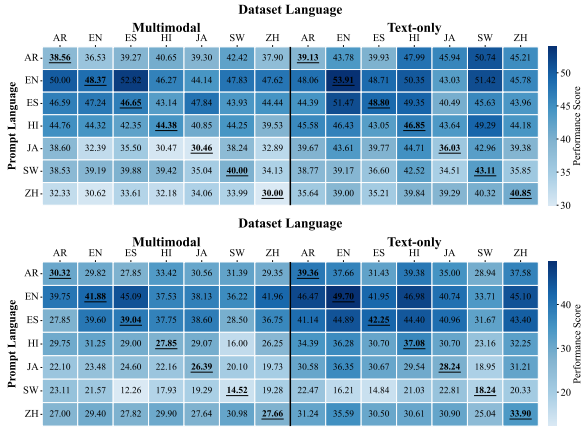 Dataset Language
Multimodal Text-only
AR EN ES HI JA SW ZH AR EN ES HI JA SW ZH
AR 38.56 36.53 39.27 40.65 39.30 42.42 37.90 39.13 43.78 39.93 47.99 45.94 50.74 45.21
EN 50.00 48.37 52.82 46.27 44.14 47.83 47.62 48.06 53.91 48.71 50.35 43.03 51.42 45.78
ES 46.59 47.24 46.65 43.14 47.84 43.93 44.44 44.39 51.47 48.80 49.35 40.49 45.63 43.96
HI 44.76 44.32 42.35 44.38 40.85 44.25 39.53 45.58 46.43 43.05 46.85 43.64 49.29 44.18
JA 38.60 32.39 35.50 30.47 30.46 38.24 32.89 39.67 43.61 39.77 44.71 36.03 42.96 39.38
SW 38.53 39.19 39.88 39.42 35.04 40.00 34.13 38.77 39.17 36.60 42.52 34.51 43.11 35.85
ZH 32.33 30.62 33.61 32.18 34.06 33.99 30.00 35.64 39.00 35.21 39.84 39.29 40.32 40.85
Prompt Language
50
45
40
35
30
Performance Score
Dataset Language
Multimodal Text-only
AR EN ES HI JA SW ZH AR EN ES HI JA SW ZH
AR 30.32 29.82 27.85 33.42 30.56 31.39 29.35 39.36 37.66 31.43 39.38 35.00 28.94 37.58
EN 39.75 41.88 45.09 37.53 38.13 36.22 41.96 46.47 49.70 41.95 46.98 40.74 33.71 45.10
ES 27.85 39.60 39.04 37.75 38.60 28.50 36.75 41.14 44.89 42.25 44.40 40.96 31.67 43.40
HI 29.75 31.25 29.00 27.85 29.07 16.00 26.25 34.39 36.28 30.70 37.08 30.70 23.16 32.25
JA 22.10 23.48 24.60 22.16 26.39 20.10 19.73 30.58 36.35 30.67 29.54 28.24 18.95 31.21
SW 23.11 21.57 12.26 17.93 19.29 14.52 19.28 22.47 16.21 14.84 21.03 22.81 18.24 20.33
ZH 27.00 29.40 27.82 29.90 27.64 30.98 27.66 31.24 35.59 30.50 30.61 30.90 25.04 33.90
Prompt Language
40
30
20
Performance Score